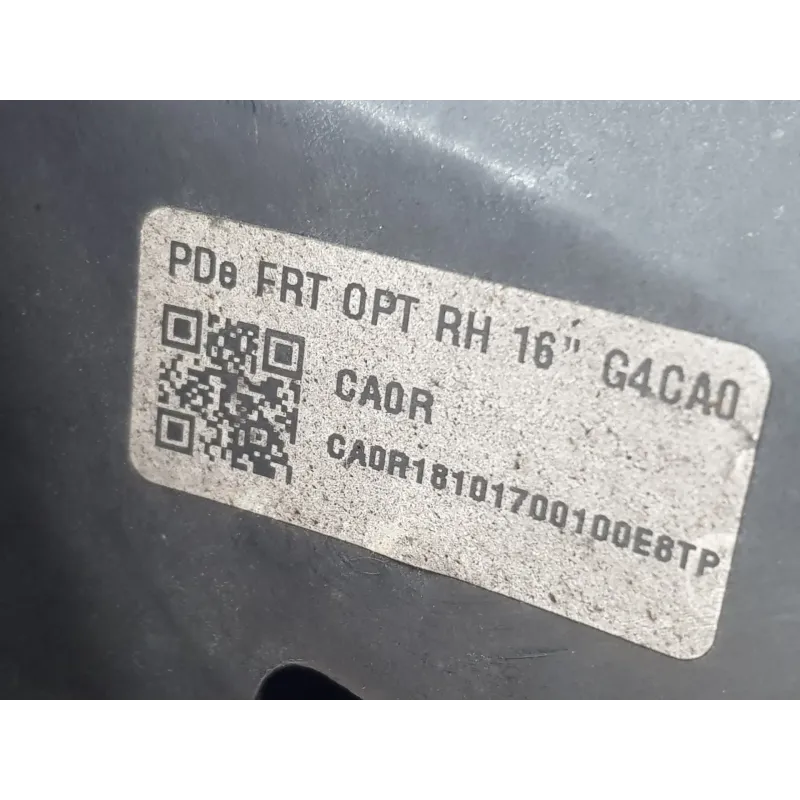 PDe FRT OPT RH 16" G4CA0
CA0R
CA0R18101700100E8TP